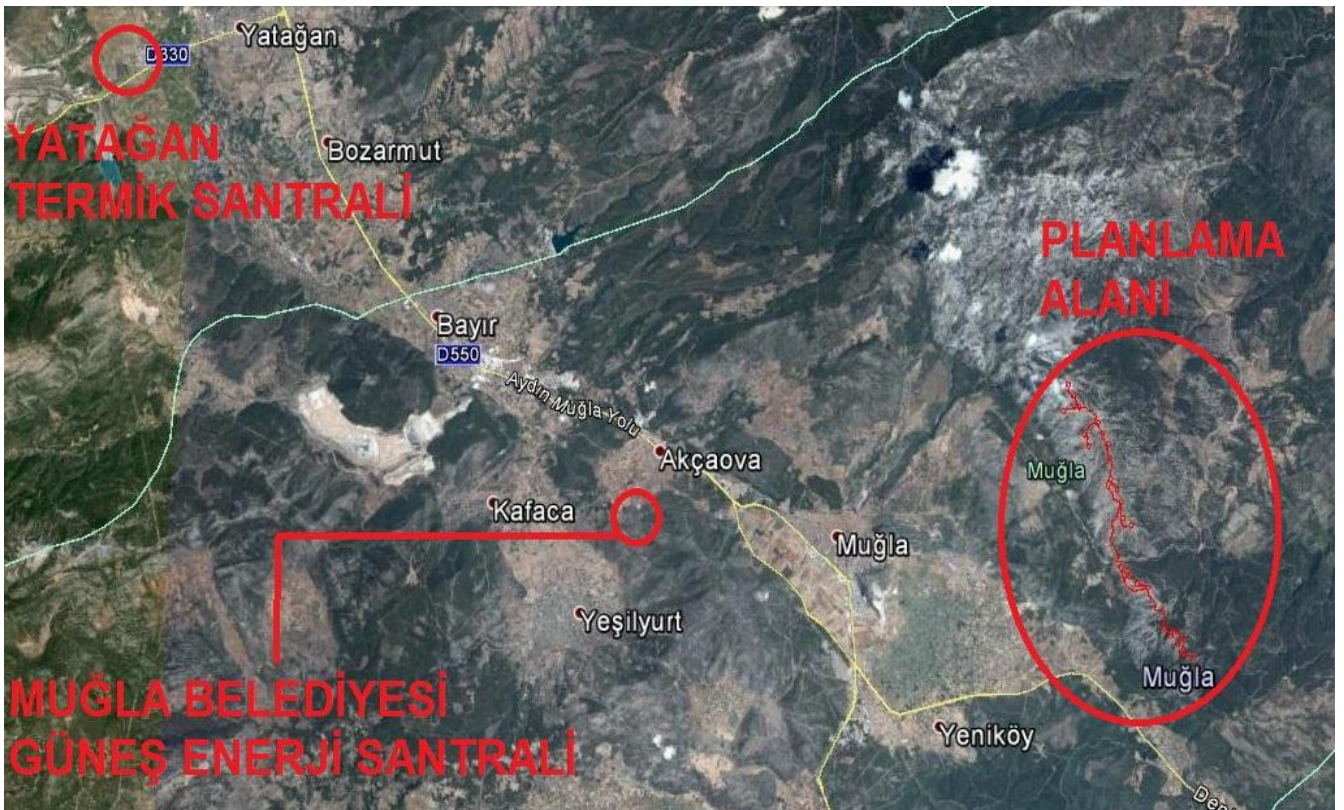 Yatağan
D330
YATAĞAN
TERMİK SANTRALİ
Bozarmut
PLANLAMA
ALANI
Bayır
D550
Aydın Muğla Yolu
Akçaova
Muğla
Kafaca
Muğla
Yeşilyurt
Muğla
MUĞLA BELEDİYESİ
GÜNEŞ ENERJİ SANTRALİ
Yeniköy